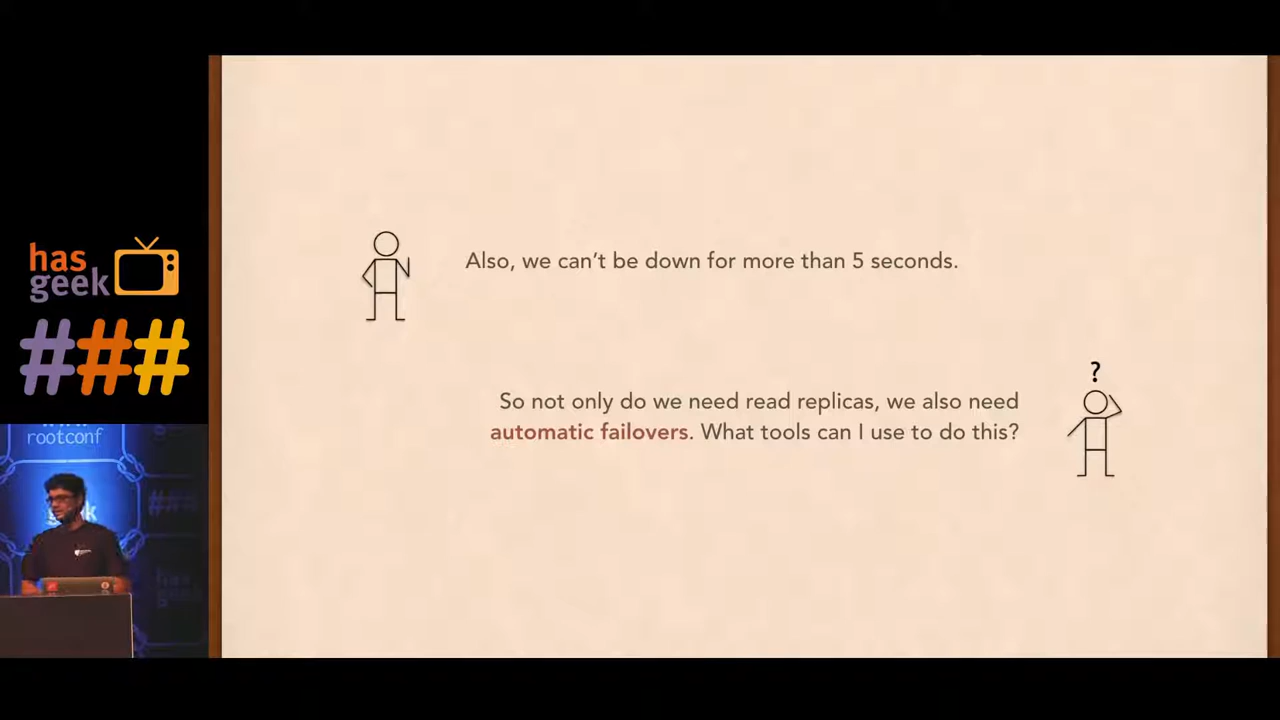 has
geek
###
rootconf
geek
Also, we can't be down for more than 5 seconds.
?
So not only do we need read replicas, we also need
automatic failovers. What tools can I use to do this?